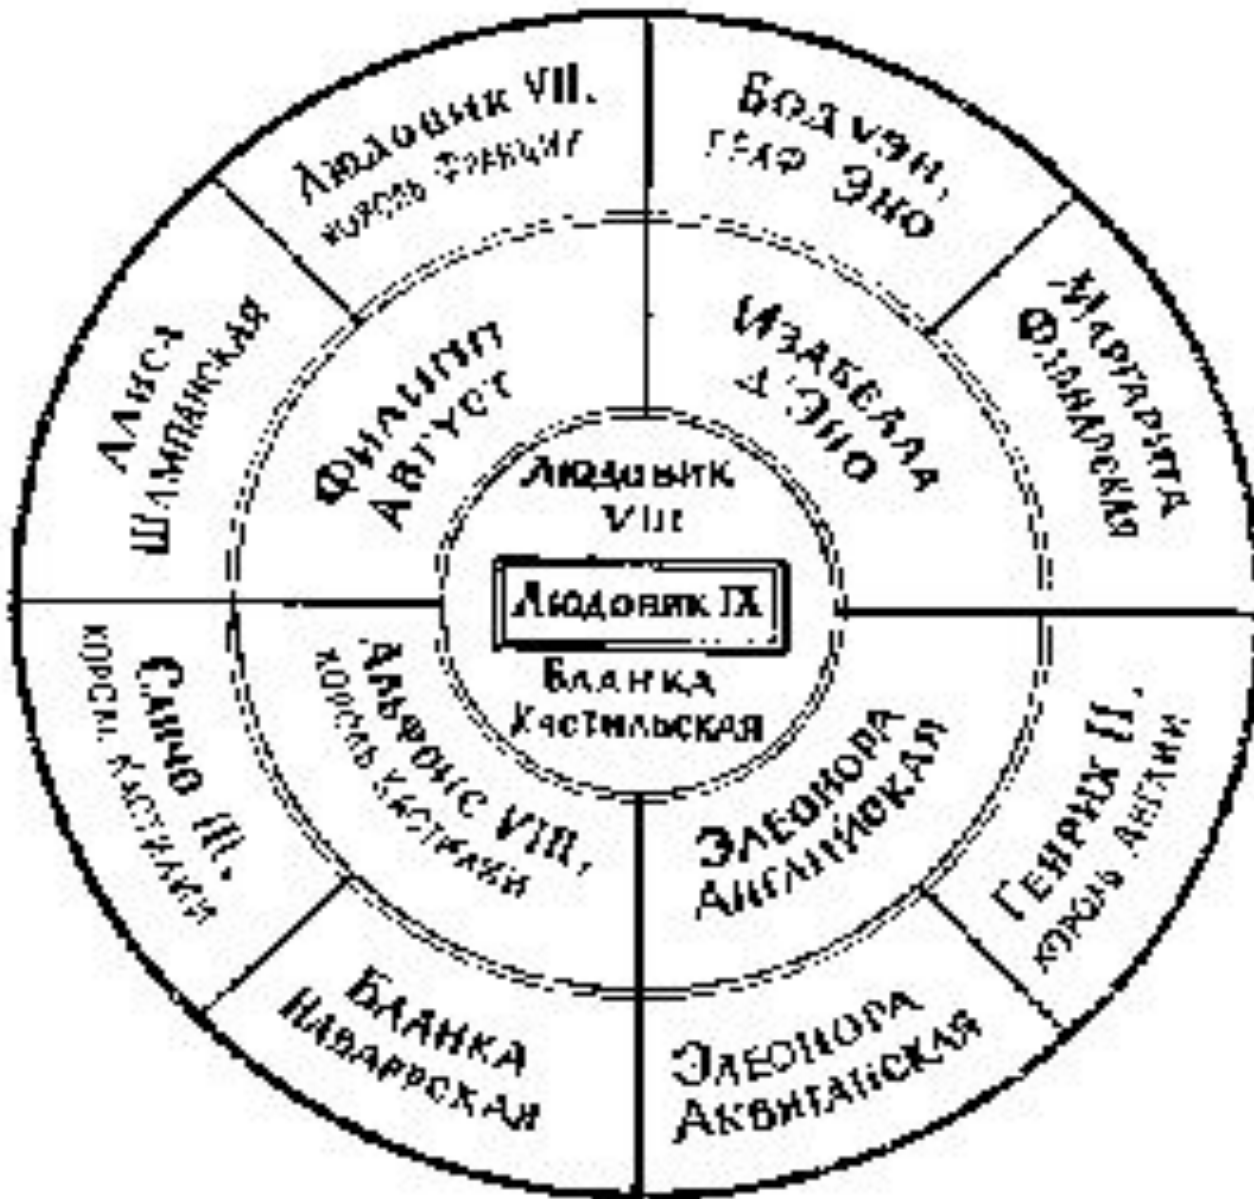 Людовик VII,
король Франции
Бодуэн,
граф Эно
Алиса
Шампанская
Маргарита
Фландрская
Филипп
Август
Изабелла
д'Эно
Людовик
VIII
Людовик IX
Бланка
Кастильская
Санчо III,
король Кастилии
Альфонс VIII,
король Кастилии
Элеонора
Английская
Генрих II,
король Англии
Бланка
Наваррская
Элеонора
Аквитанская